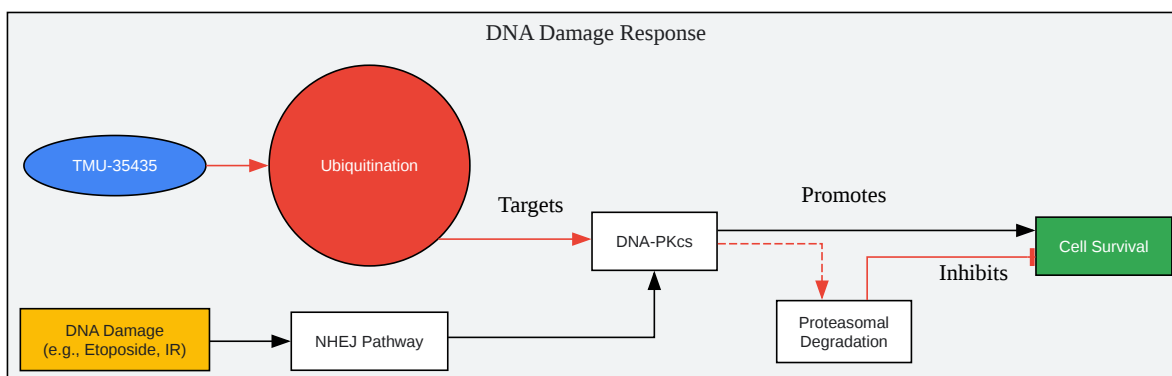 DNA Damage Response
TMU-35435
Ubiquitination
Targets
DNA-PKcs
Promotes
Cell Survival
Inhibits
DNA Damage
(e.g., Etoposide, IR)
NHEJ Pathway
Proteasomal
Degradation